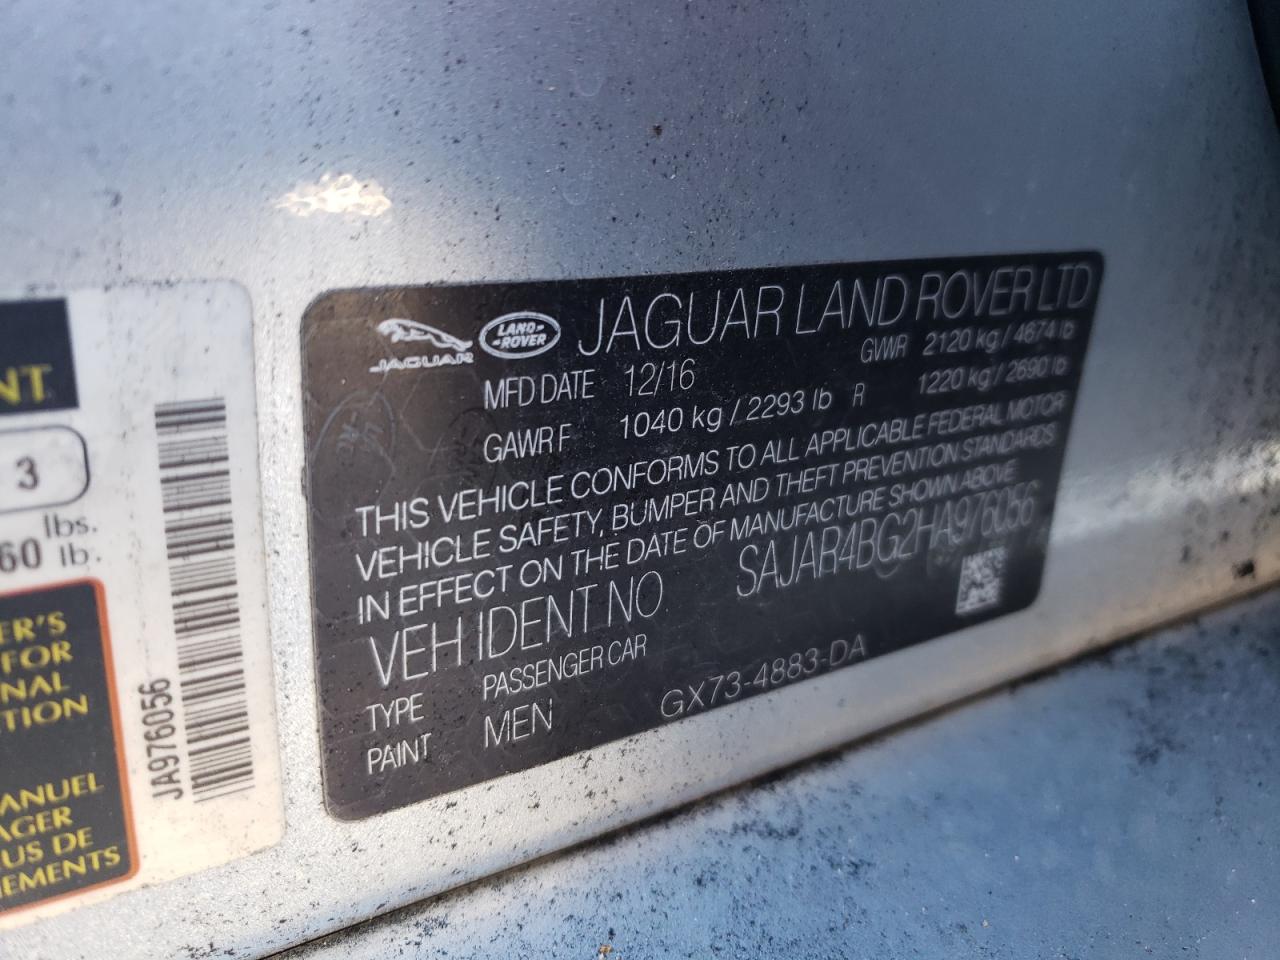 NT
3
lbs.
60 lb.
ER'S
FOR
NAL
TION
MANUEL
AGER
US DE
EMENTS
JA976056
JAGUAR
LAND-
-ROVER
JAGUAR LAND ROVER LTD
MFD DATE 12/16 GVWR 2120 kg / 4674 lb
GAWR F 1040 kg / 2293 lb R 1220 kg / 2690 lb
THIS VEHICLE CONFORMS TO ALL APPLICABLE FEDERAL MOTOR
VEHICLE SAFETY, BUMPER AND THEFT PREVENTION STANDARDS
IN EFFECT ON THE DATE OF MANUFACTURE SHOWN ABOVE
VEH IDENT NO SAJAR4BG2HA976056
TYPE PASSENGER CAR
PAINT MEN GX73-4883-DA